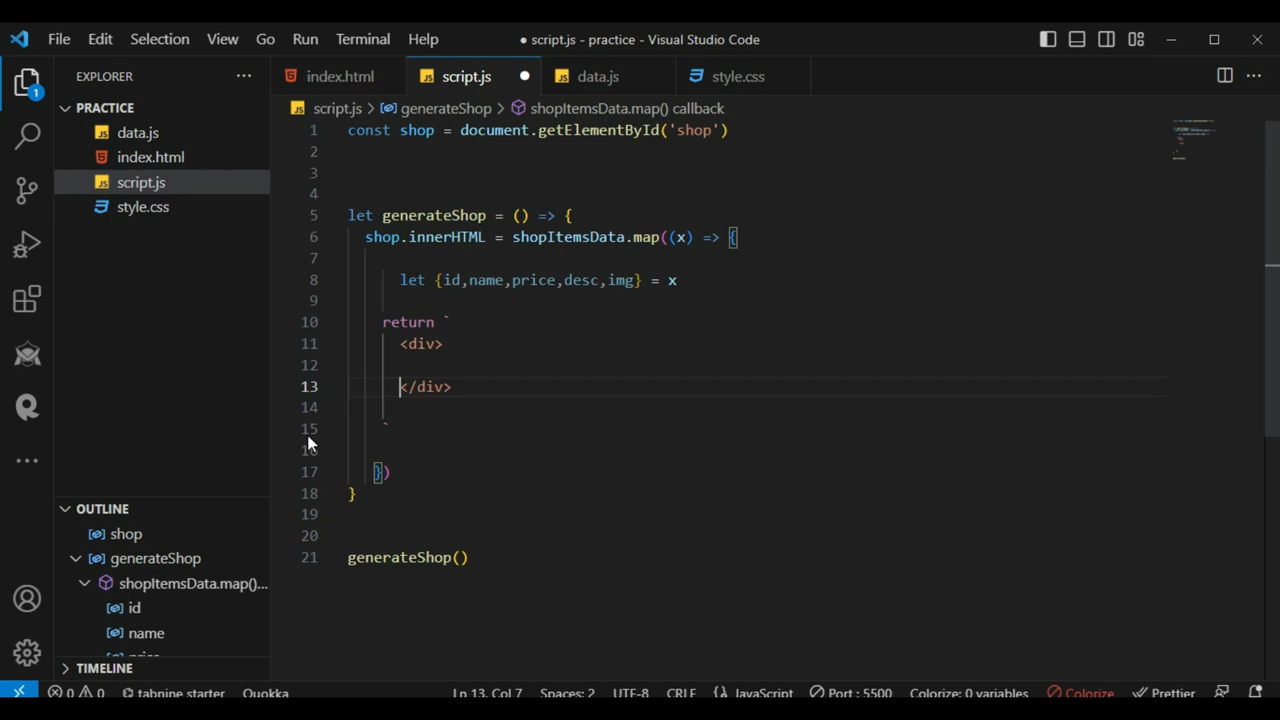 File Edit Selection View Go Run Terminal Help ● script.js - practice - Visual Studio Code
EXPLORER ···
index.html
script.js
data.js
style.css
PRACTICE
script.js > generateShop > shopItemsData.map() callback
data.js
index.html
script.js
style.css
1 const shop = document.getElementById('shop')
2
3
4
5 let generateShop = () => {
6 shop.innerHTML = shopItemsData.map((x) => {
7
8 let {id,name,price,desc,img} = x
9
10 return `
11 <div>
12
13 </div>
14
15 `
16
17 })
18 }
19
20
21 generateShop()
1
OUTLINE
shop
generateShop
shopItemsData.map()...
id
name
TIMELINE
0 0 tabnine starter Quokka Ln 13, Col 7 Spaces: 2 UTF-8 CRLF {} JavaScript Port : 5500 Colorize: 0 variables Colorize Prettier